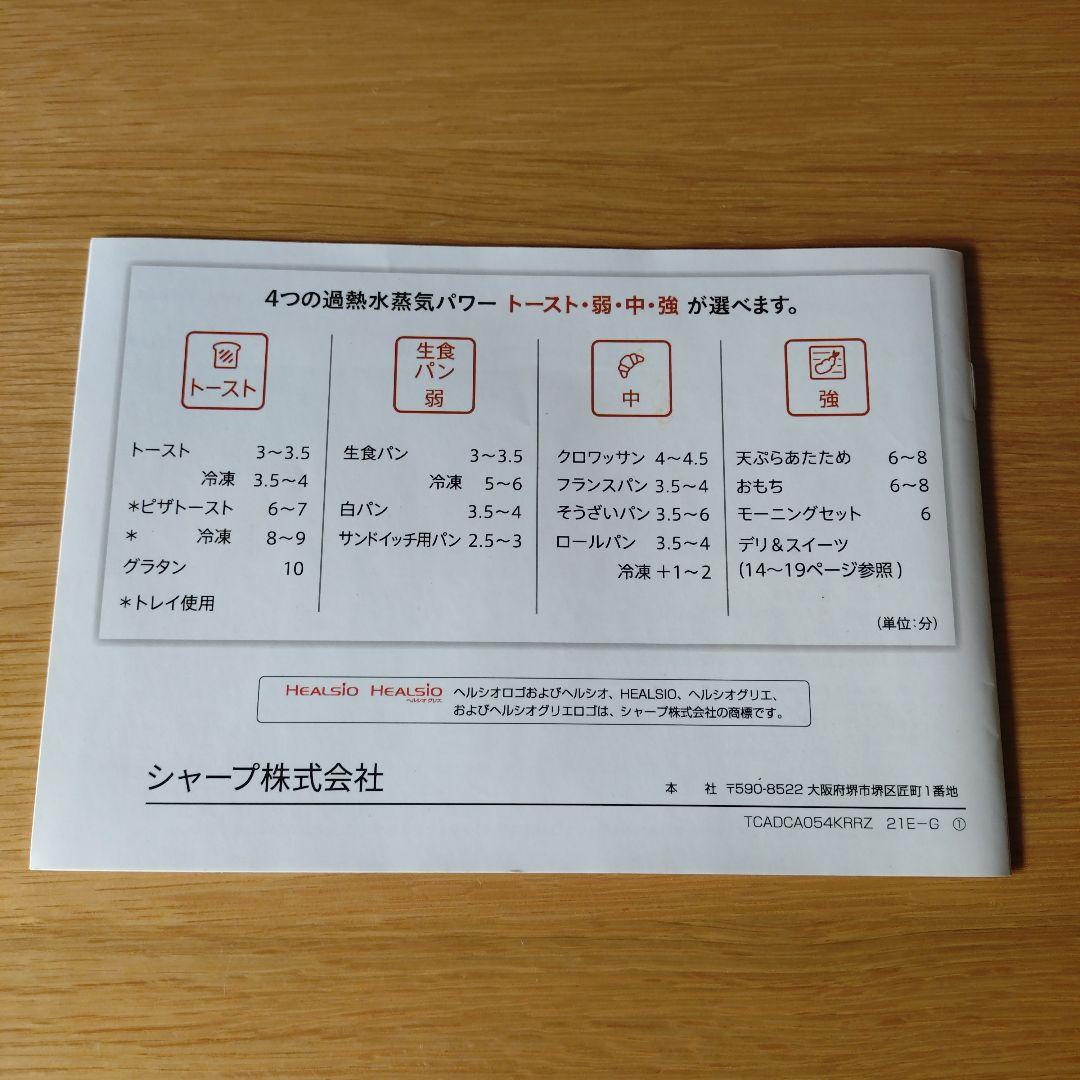 4つの過熱水蒸気パワー トースト・弱・中・強 が選べます。
トースト
トースト 3〜3.5
冷凍 3.5〜4
＊ピザトースト 6〜7
＊ 冷凍 8〜9
グラタン 10
＊トレイ使用
生食
パン
弱
生食パン 3〜3.5
冷凍 5〜6
白パン 3.5〜4
サンドイッチ用パン 2.5〜3
中
クロワッサン 4〜4.5
フランスパン 3.5〜4
そうざいパン 3.5〜6
ロールパン 3.5〜4
冷凍 ＋1〜2
強
天ぷらあたため 6〜8
おもち 6〜8
モーニングセット 6
デリ＆スイーツ
(14〜19ページ参照)
(単位：分)
HEALSIO HEALSIO ヘルシオロゴおよびヘルシオ、HEALSIO、ヘルシオグリエ、
ヘルシオグリエ
およびヘルシオグリエロゴは、シャープ株式会社の商標です。
シャープ株式会社
本 社 〒590-8522 大阪府堺市堺区匠町1番地
TCADCA054KRRZ 21E-G ①